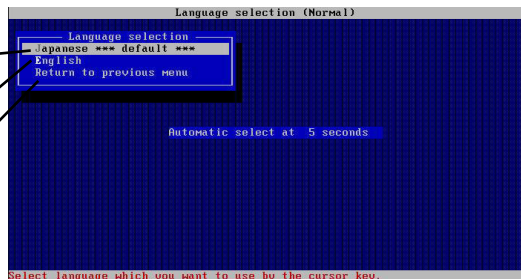 Language selection (Normal)
Language selection
Japanese *** default ***
English
Return to previous menu
Automatic select at 5 seconds
Select language which you want to use by the cursor key.